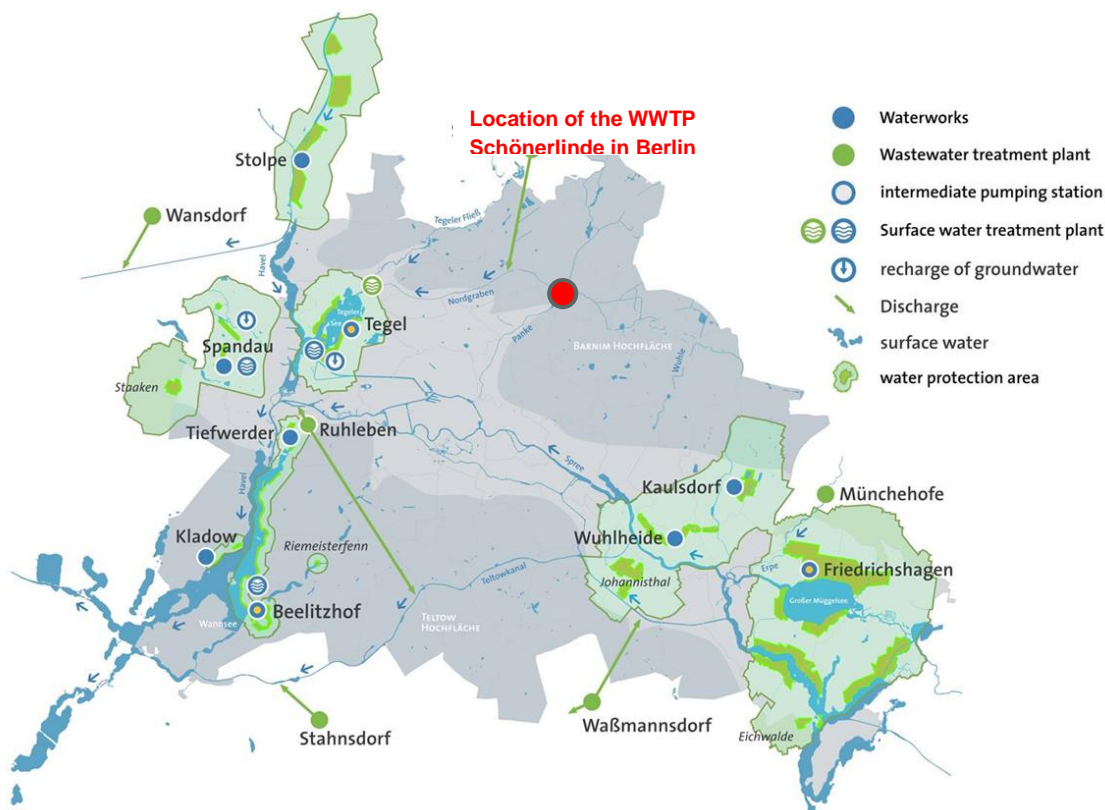 Location of the WWTP
Schönerlinde in Berlin
Stolpe
Wansdorf
Tegeler Fließ
Havel
Nordgraben
Tegeler
See
Tegel
Panke
BARNIM HOCHFLÄCHE
Wuhle
Spandau
Staaken
Tiefwerder
Ruhleben
Spree
Havel
Kaulsdorf
Münchehofe
Wuhlheide
Kladow
Riemeisterfenn
Johannisthal
Erpe
Friedrichshagen
Teltowkanal
Großer Müggelsee
Beelitzhof
Wannsee
TELTOW
HOCHFLÄCHE
Stahnsdorf
Waßmannsdorf
Eichwalde
Waterworks
Wastewater treatment plant
intermediate pumping station
Surface water treatment plant
recharge of groundwater
Discharge
surface water
water protection area